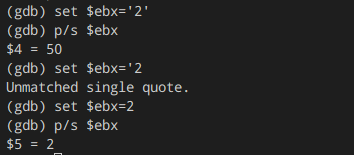 (gdb) set $ebx='2'
(gdb) p/s $ebx
$4 = 50
(gdb) set $ebx='2
Unmatched single quote.
(gdb) set $ebx=2
(gdb) p/s $ebx
$5 = 2